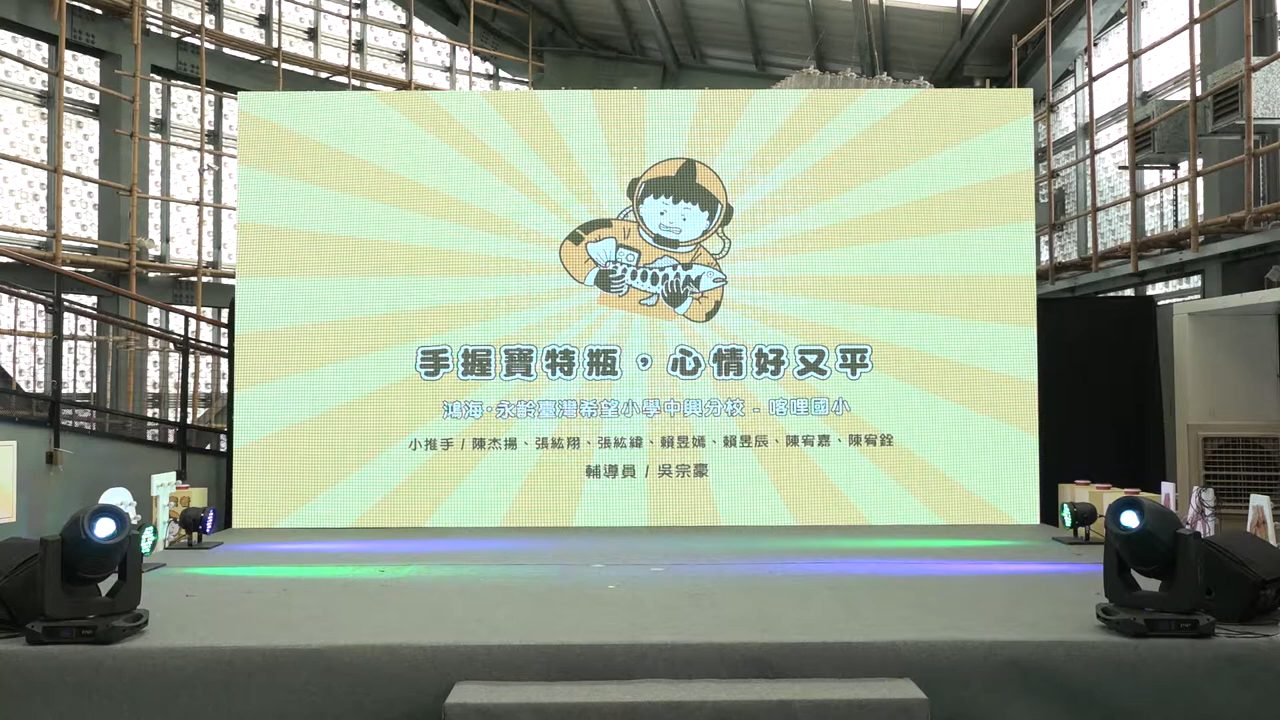 手握寶特瓶，心情好又平
鴻海·永齡臺灣希望小學中興分校 - 喀哩國小
小推手 / 陳杰揚、張紘翔、張紘緯、賴昱嫣、賴昱辰、陳宥嘉、陳宥銓
輔導員 / 吳宗豪